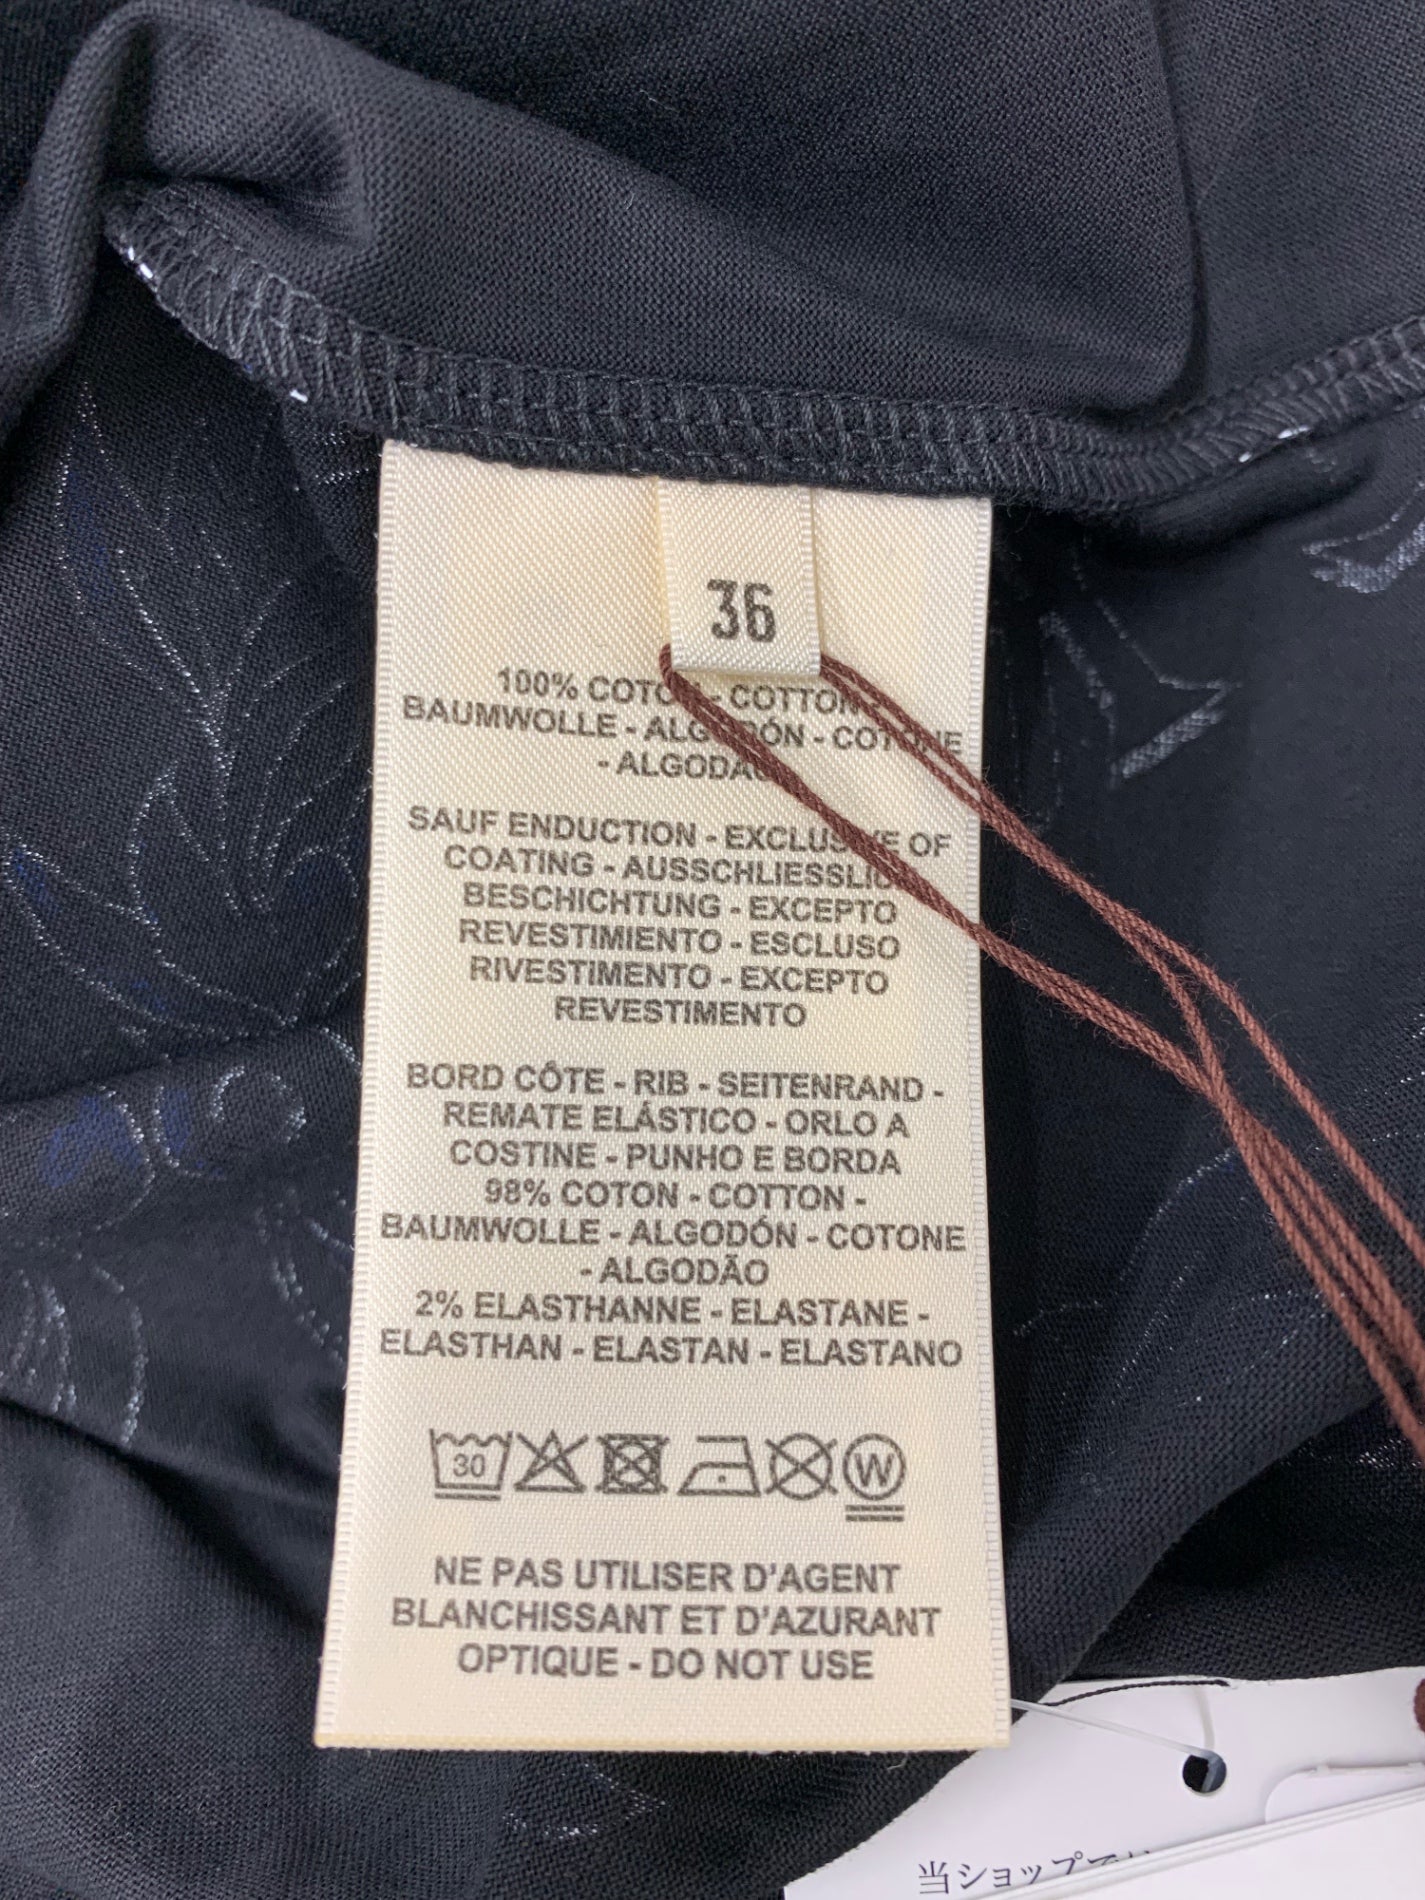 36
100% COTON - COTTON -
BAUMWOLLE - ALGODÓN - COTONE
- ALGODÃO
SAUF ENDUCTION - EXCLUSIVE OF
COATING - AUSSCHLIESSLICH
BESCHICHTUNG - EXCEPTO
REVESTIMIENTO - ESCLUSO
RIVESTIMENTO - EXCEPTO
REVESTIMENTO
BORD CÔTE - RIB - SEITENRAND -
REMATE ELÁSTICO - ORLO A
COSTINE - PUNHO E BORDA
98% COTON - COTTON -
BAUMWOLLE - ALGODÓN - COTONE
- ALGODÃO
2% ELASTHANNE - ELASTANE -
ELASTHAN - ELASTAN - ELASTANO
30 W
NE PAS UTILISER D'AGENT
BLANCHISSANT ET D'AZURANT
OPTIQUE - DO NOT USE
当ショップでは